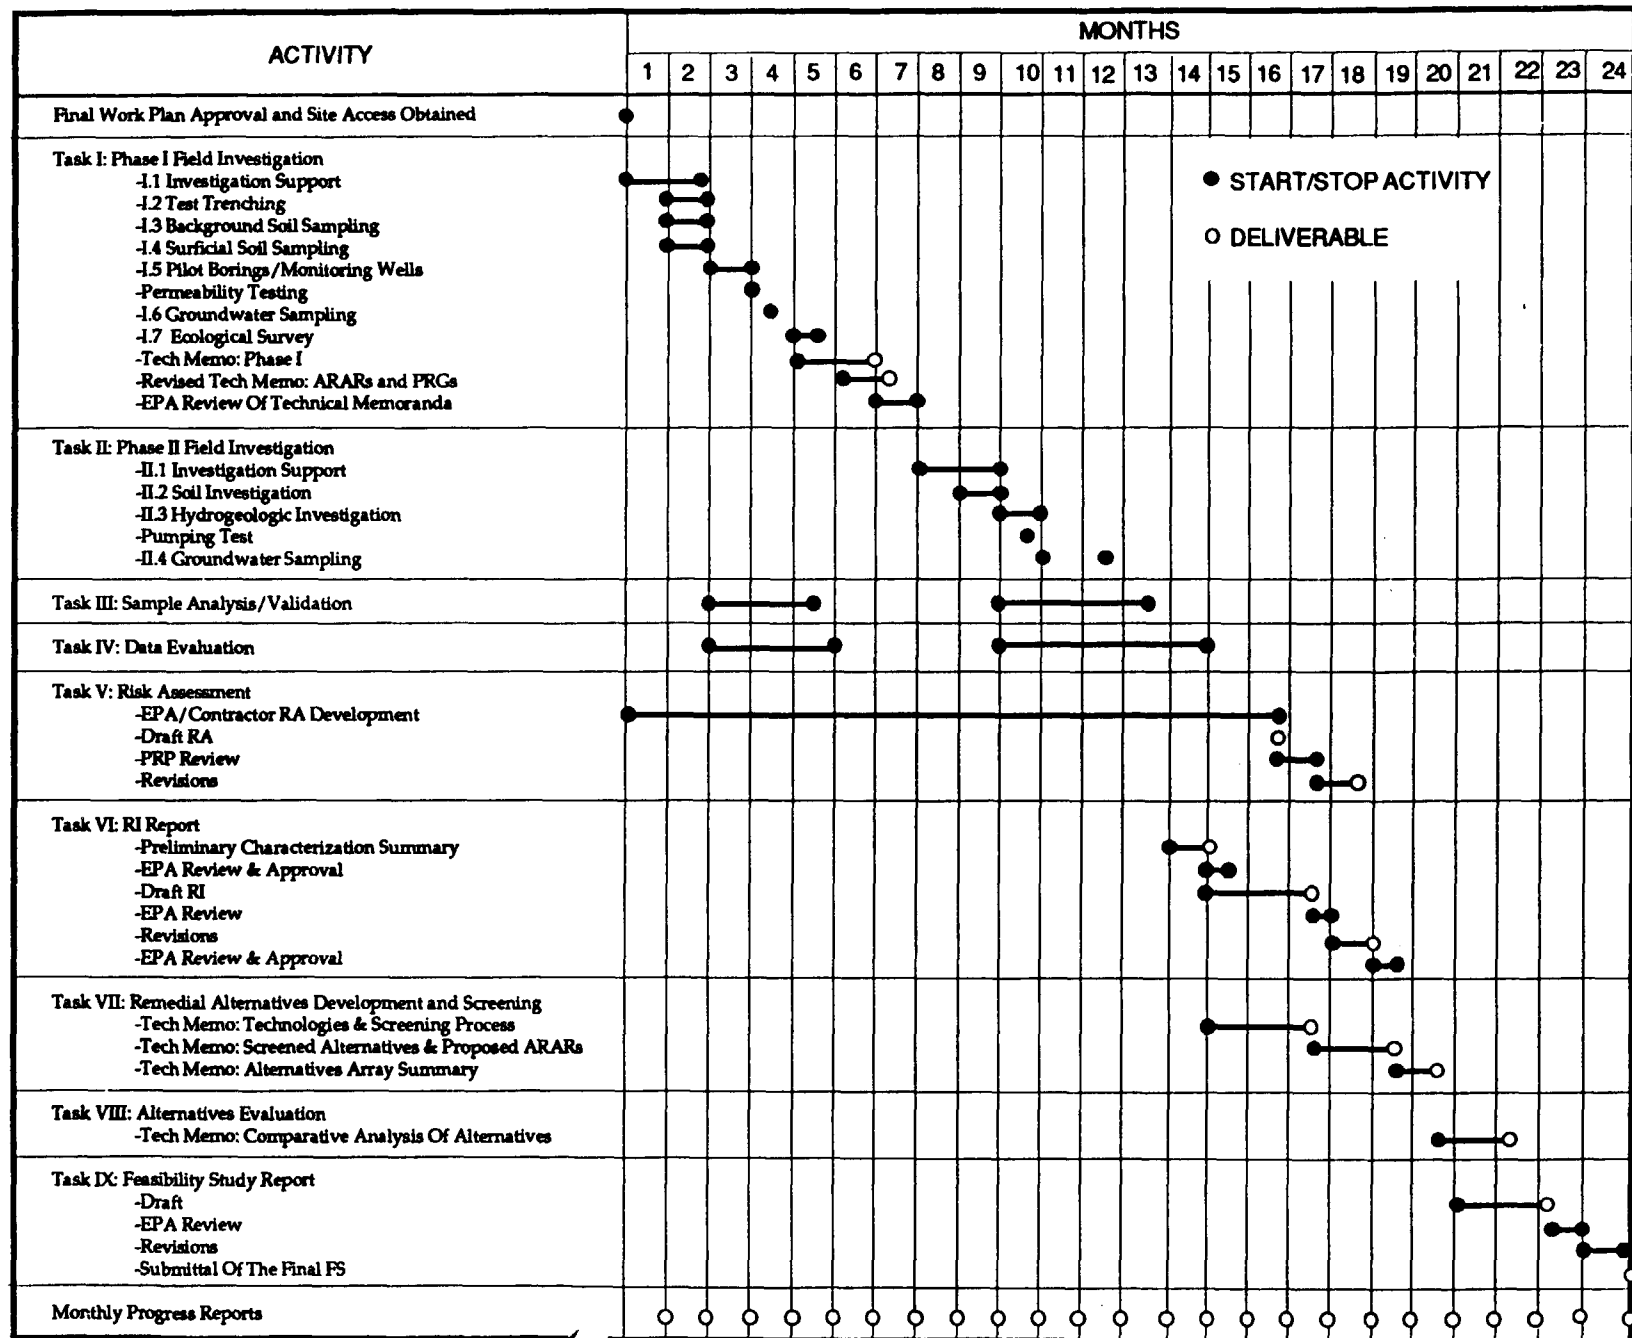 ACTIVITY
MONTHS
1 2 3 4 5 6 7 8 9 10 11 12 13 14 15 16 17 18 19 20 21 22 23 24
Final Work Plan Approval and Site Access Obtained
Task I: Phase I Field Investigation
-I.1 Investigation Support
-I.2 Test Trenching
-I.3 Background Soil Sampling
-I.4 Surficial Soil Sampling
-I.5 Pilot Borings/Monitoring Wells
-Permeability Testing
-I.6 Groundwater Sampling
-I.7 Ecological Survey
-Tech Memo: Phase I
-Revised Tech Memo: ARARs and PRGs
-EPA Review Of Technical Memoranda
START/STOP ACTIVITY
DELIVERABLE
Task II: Phase II Field Investigation
-II.1 Investigation Support
-II.2 Soil Investigation
-II.3 Hydrogeologic Investigation
-Pumping Test
-II.4 Groundwater Sampling
Task III: Sample Analysis/Validation
Task IV: Data Evaluation
Task V: Risk Assessment
-EPA/Contractor RA Development
-Draft RA
-PRP Review
-Revisions
Task VI: RI Report
-Preliminary Characterization Summary
-EPA Review & Approval
-Draft RI
-EPA Review
-Revisions
-EPA Review & Approval
Task VII: Remedial Alternatives Development and Screening
-Tech Memo: Technologies & Screening Process
-Tech Memo: Screened Alternatives & Proposed ARARs
-Tech Memo: Alternatives Array Summary
Task VIII: Alternatives Evaluation
-Tech Memo: Comparative Analysis Of Alternatives
Task IX: Feasibility Study Report
-Draft
-EPA Review
-Revisions
-Submittal Of The Final FS
Monthly Progress Reports